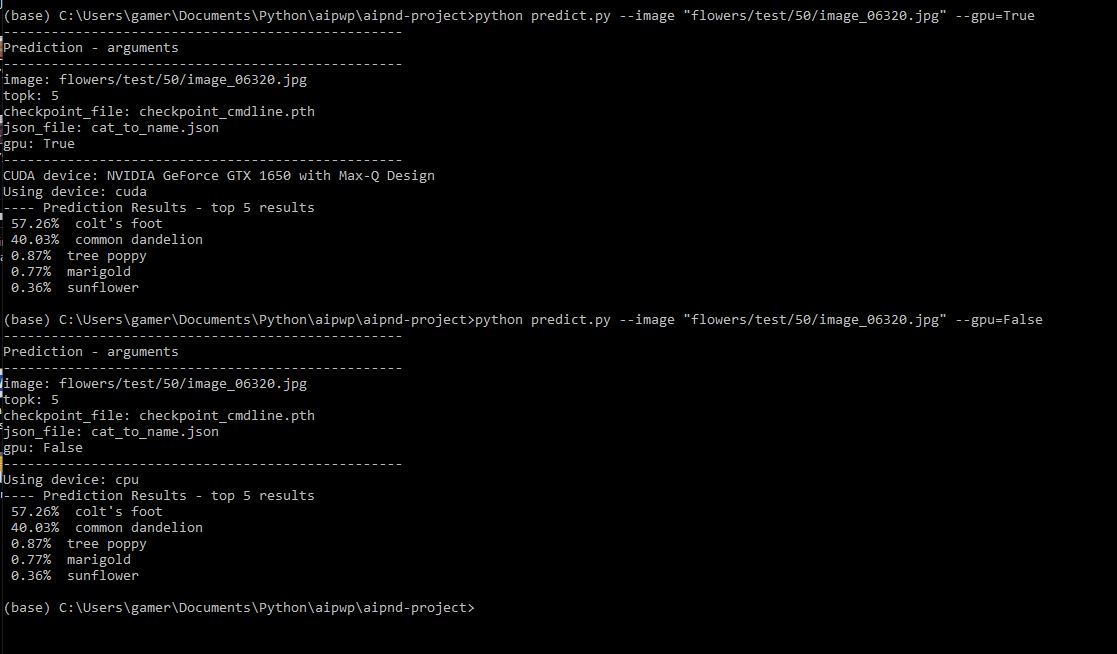 (base) C:\Users\gamer\Documents\Python\aipwp\aipnd-project>python predict.py --image "flowers/test/50/image_06320.jpg" --gpu=True
--------------------------------------------------
Prediction - arguments
--------------------------------------------------
image: flowers/test/50/image_06320.jpg
topk: 5
checkpoint_file: checkpoint_cmdline.pth
json_file: cat_to_name.json
gpu: True
--------------------------------------------------
CUDA device: NVIDIA GeForce GTX 1650 with Max-Q Design
Using device: cuda
---- Prediction Results - top 5 results
57.26%  colt's foot
40.03%  common dandelion
0.87%  tree poppy
0.77%  marigold
0.36%  sunflower
(base) C:\Users\gamer\Documents\Python\aipwp\aipnd-project>python predict.py --image "flowers/test/50/image_06320.jpg" --gpu=False
--------------------------------------------------
Prediction - arguments
--------------------------------------------------
image: flowers/test/50/image_06320.jpg
topk: 5
checkpoint_file: checkpoint_cmdline.pth
json_file: cat_to_name.json
gpu: False
--------------------------------------------------
Using device: cpu
---- Prediction Results - top 5 results
57.26%  colt's foot
40.03%  common dandelion
0.87%  tree poppy
0.77%  marigold
0.36%  sunflower
(base) C:\Users\gamer\Documents\Python\aipwp\aipnd-project>